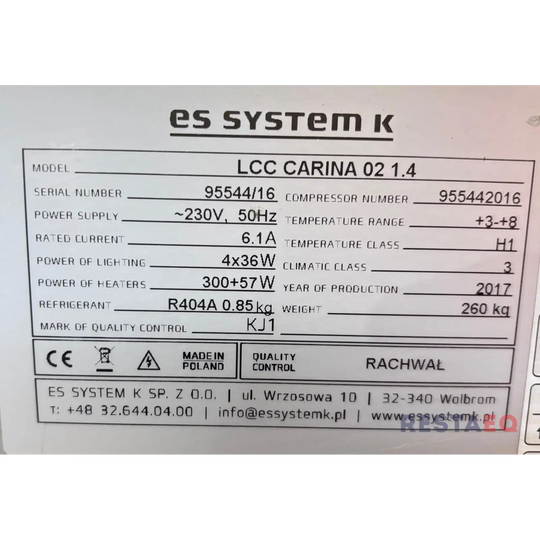 es system k
MODEL LCC CARINA 02 1.4
SERIAL NUMBER 95544/16 COMPRESSOR NUMBER 955442016
POWER SUPPLY ~230V, 50Hz TEMPERATURE RANGE +3-+8
RATED CURRENT 6.1A TEMPERATURE CLASS H1
POWER OF LIGHTING 4x36W CLIMATIC CLASS 3
POWER OF HEATERS 300+57W YEAR OF PRODUCTION 2017
REFRIGERANT R404A 0.85kg WEIGHT 260 kg
MARK OF QUALITY CONTROL KJ1
CE MADE IN POLAND QUALITY CONTROL RACHWAŁ
ES SYSTEM K SP. Z O.O. | ul. Wrzosowa 10 | 32-340 Wolbrom
T: +48 32.644.04.00 | info@essystemk.pl | www.essystemk.pl
RESTAEQ